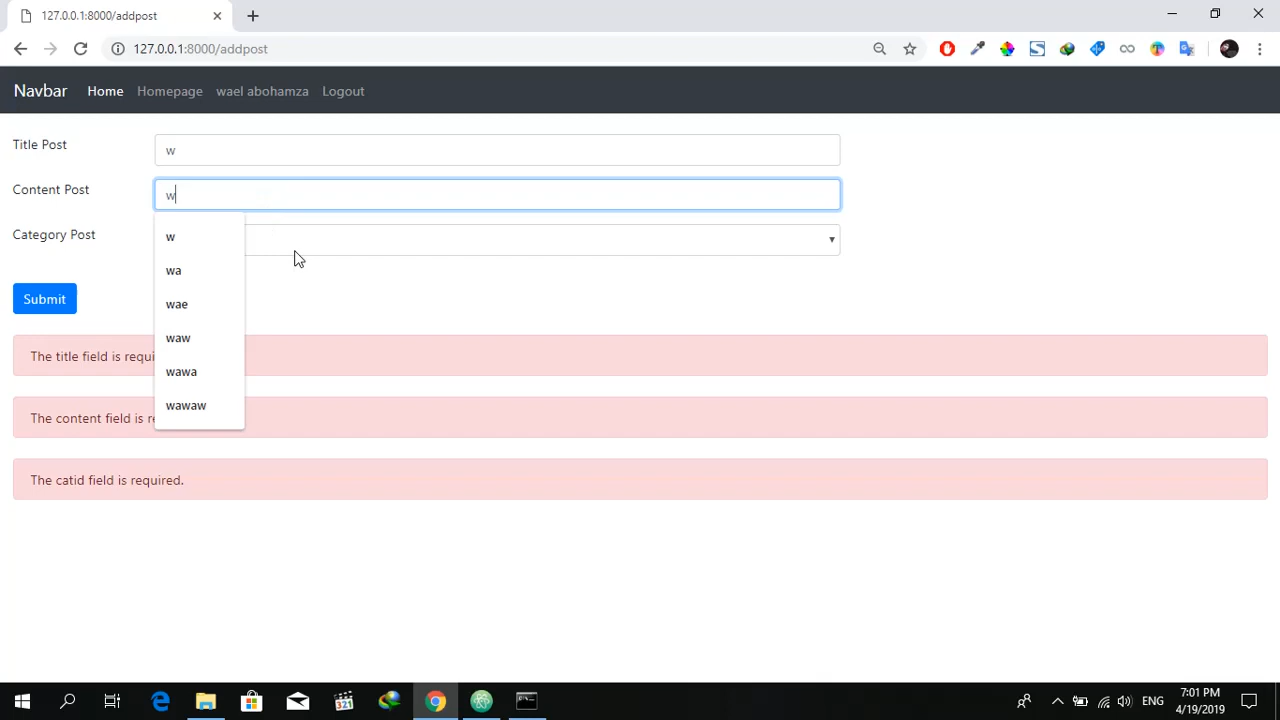 127.0.0.1:8000/addpost
127.0.0.1:8000/addpost
Navbar Home Homepage wael abohamza Logout
Title Post w
Content Post w
Category Post
w
wa
wae
waw
wawa
wawaw
Submit
The title field is requi
The content field is re
The catid field is required.
321
ENG
7:01 PM
4/19/2019